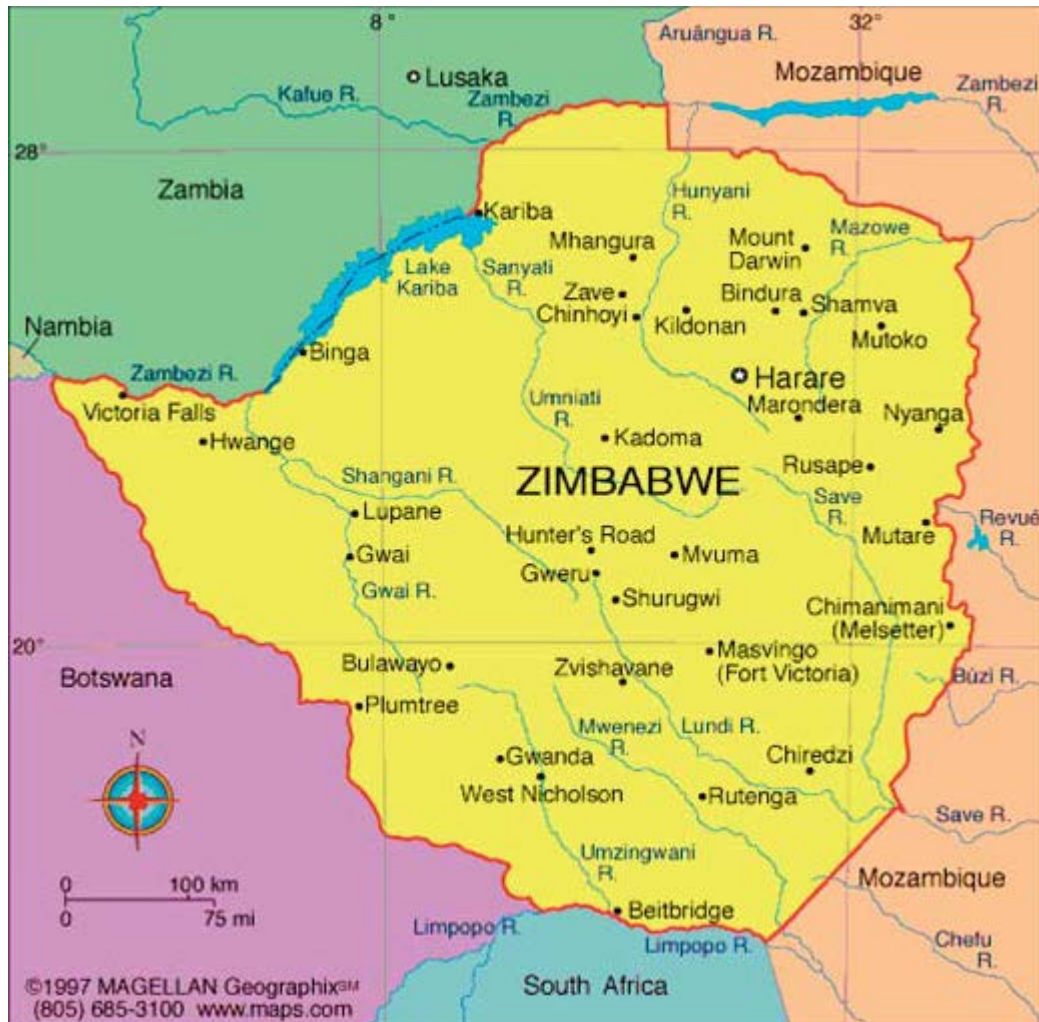 8°
32°
Aruângua R.
Lusaka
Mozambique
Kafue R.
Zambezi
R.
Zambezi
R.
28°
Zambia
Hunyani
R.
Kariba
Mhangura
Mount
Darwin
Mazowe
R.
Lake
Kariba
Sanyati
R.
Zave
Chinhoyi
Bindura
Shamva
Kildonan
Mutoko
Nambia
Binga
Zambezi R.
Harare
Victoria Falls
Marondera
Nyanga
Umniati
R.
Hwange
Kadoma
Shangani R.
ZIMBABWE
Rusape
Save
R.
Lupane
Hunter's Road
Mutare
Revué
R.
Gwai
Gweru
Mvuma
Gwai R.
Shurugwi
Chimanimani
(Melsetter)
20°
Bulawayo
Zvishavane
Masvingo
(Fort Victoria)
Botswana
Búzi R.
Plumtree
Mwenezi
R.
Lundi R.
N
Gwanda
Chiredzi
West Nicholson
Rutenga
Save R.
0 100 km
0 75 mi
Umzingwani
R.
Mozambique
Beitbridge
Limpopo R.
Limpopo R.
Chefu
R.
South Africa
©1997 MAGELLAN Geographix℠
(805) 685-3100 www.maps.com